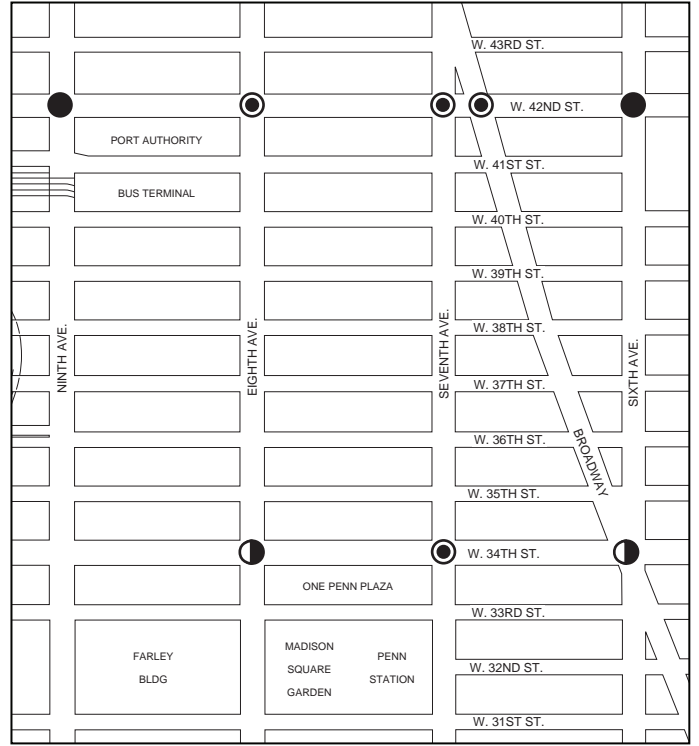 W. 43RD ST.
W. 42ND ST.
PORT AUTHORITY
W. 41ST ST.
BUS TERMINAL
W. 40TH ST.
W. 39TH ST.
W. 38TH ST.
NINTH AVE.
EIGHTH AVE.
SEVENTH AVE.
SIXTH AVE.
W. 37TH ST.
W. 36TH ST.
BROADWAY
W. 35TH ST.
W. 34TH ST.
ONE PENN PLAZA
W. 33RD ST.
FARLEY
BLDG
MADISON
SQUARE
GARDEN
PENN
STATION
W. 32ND ST.
W. 31ST ST.